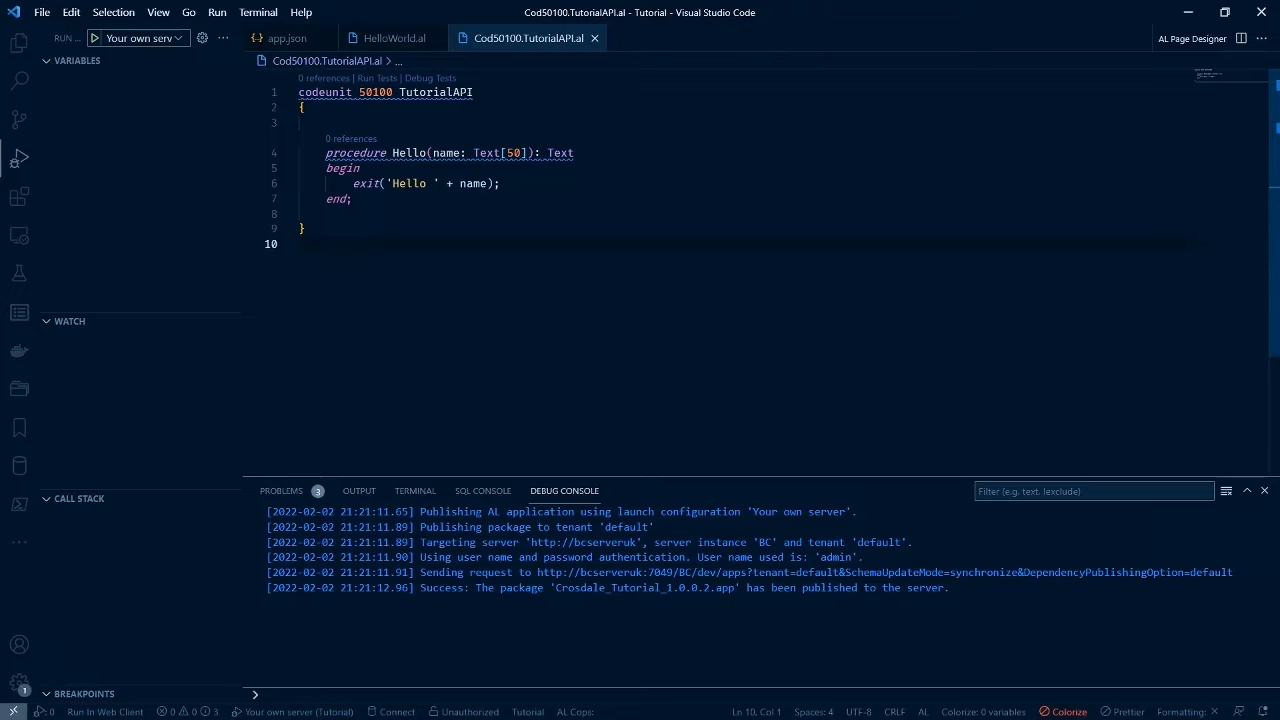 File Edit Selection View Go Run Terminal Help
Cod50100.TutorialAPI.al - Tutorial - Visual Studio Code
RUN ... Your own serv
app.json HelloWorld.al Cod50100.TutorialAPI.al
AL Page Designer
VARIABLES
Cod50100.TutorialAPI.al > ...
0 references | Run Tests | Debug Tests
1 codeunit 50100 TutorialAPI
2 {
3
0 references
4 procedure Hello(name: Text[50]): Text
5 begin
6 exit('Hello ' + name);
7 end;
8
9 }
10
WATCH
CALL STACK
BREAKPOINTS
PROBLEMS 3 OUTPUT TERMINAL SQL CONSOLE DEBUG CONSOLE
Filter (e.g. text, !exclude)
[2022-02-02 21:21:11.65] Publishing AL application using launch configuration 'Your own server'.
[2022-02-02 21:21:11.89] Publishing package to tenant 'default'
[2022-02-02 21:21:11.89] Targeting server 'http://bcserveruk', server instance 'BC' and tenant 'default'.
[2022-02-02 21:21:11.90] Using user name and password authentication. User name used is: 'admin'.
[2022-02-02 21:21:11.91] Sending request to http://bcserveruk:7049/BC/dev/apps?tenant=default&SchemaUpdateMode=synchronize&DependencyPublishingOption=default
[2022-02-02 21:21:12.96] Success: The package 'Crosdale_Tutorial_1.0.0.2.app' has been published to the server.
1
0 Run In Web Client 0 0 3 Your own server (Tutorial) Connect Unauthorized Tutorial AL Cops: Ln 10, Col 1 Spaces: 4 UTF-8 CRLF AL Colorize: 0 variables Colorize Prettier Formatting: ×